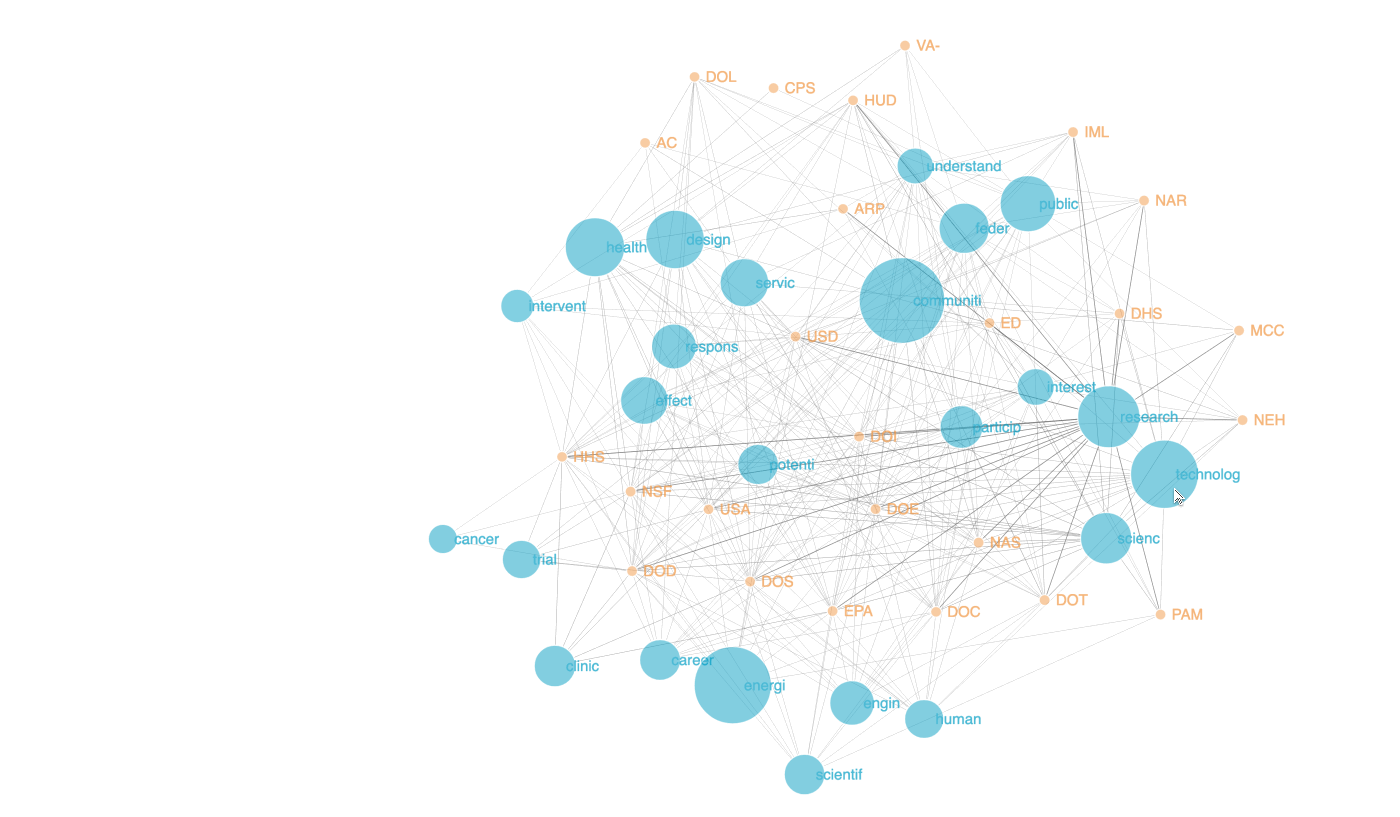 VA-
DOL
CPS
HUD
IML
AC
understand
NAR
public
ARP
feder
health
design
servic
communiti
intervent
DHS
ED
MCC
USD
respons
interest
effect
research
NEH
particip
DOI
HHS
potenti
technolog
NSF
USA
DOE
cancer
scienc
NAS
trial
DOD
DOS
DOT
EPA
DOC
PAM
career
clinic
energi
engin
human
scientif